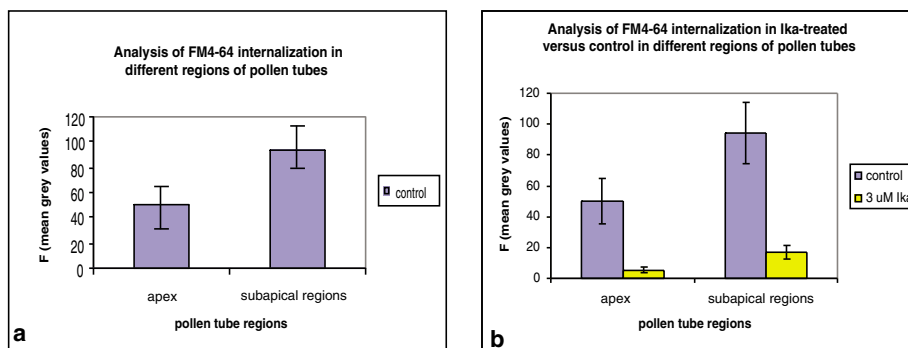 Analysis of FM4-64 internalization in
different regions of pollen tubes
F (mean grey values)
120
100
80
60
40
20
0
apex
subapical regions
pollen tube regions
control
a
Analysis of FM4-64 internalization in Ika-treated
versus control in different regions of pollen tubes
F (mean grey values)
120
100
80
60
40
20
0
apex
subapical regions
pollen tube regions
control
3 uM Ika
b